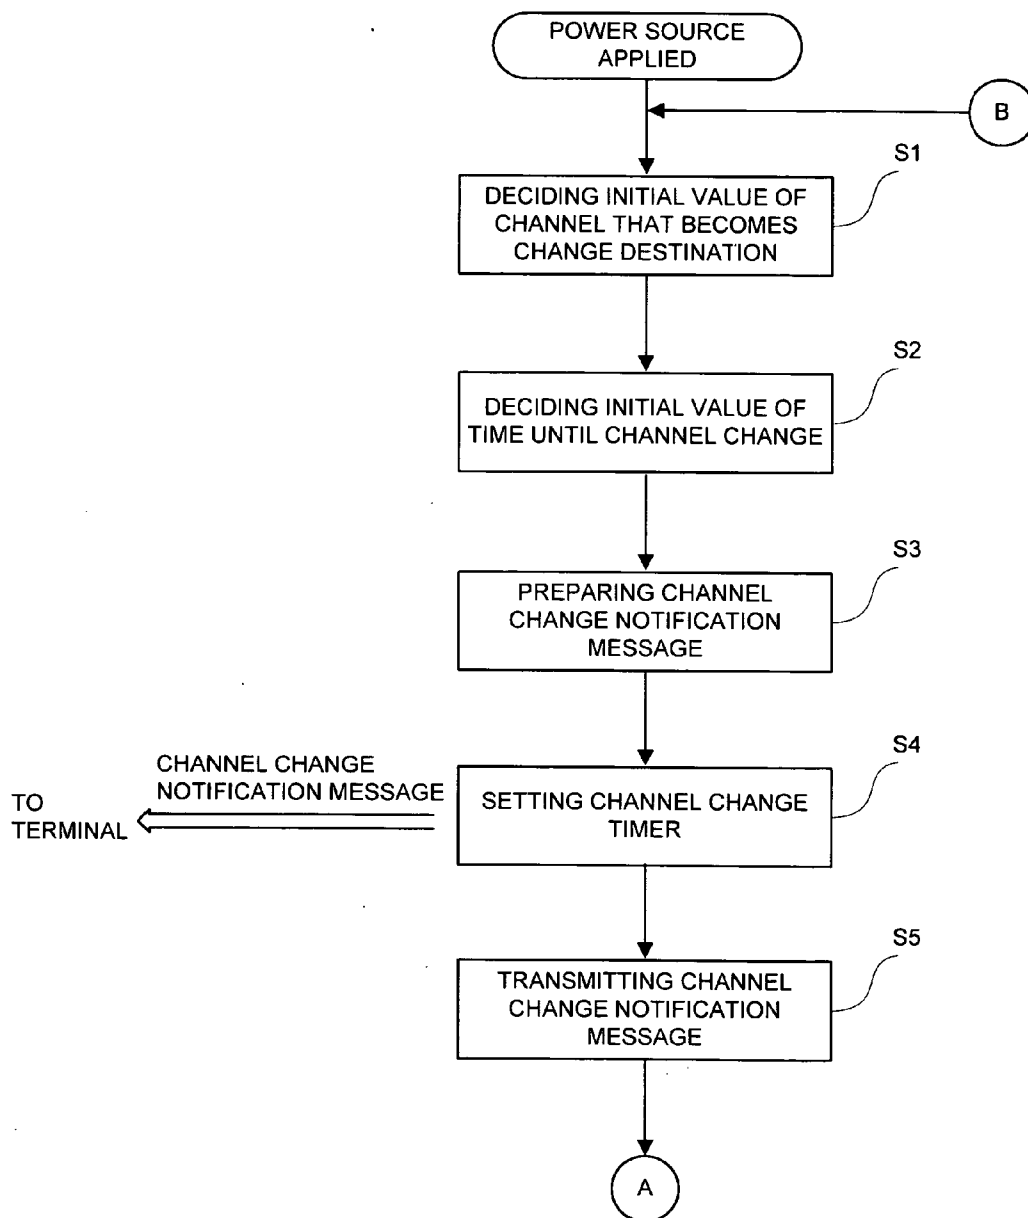 POWER SOURCE
APPLIED
B
S1
DECIDING INITIAL VALUE OF
CHANNEL THAT BECOMES
CHANGE DESTINATION
S2
DECIDING INITIAL VALUE OF
TIME UNTIL CHANNEL CHANGE
S3
PREPARING CHANNEL
CHANGE NOTIFICATION
MESSAGE
S4
CHANNEL CHANGE
NOTIFICATION MESSAGE
TO
TERMINAL
SETTING CHANNEL CHANGE
TIMER
S5
TRANSMITTING CHANNEL
CHANGE NOTIFICATION
MESSAGE
A